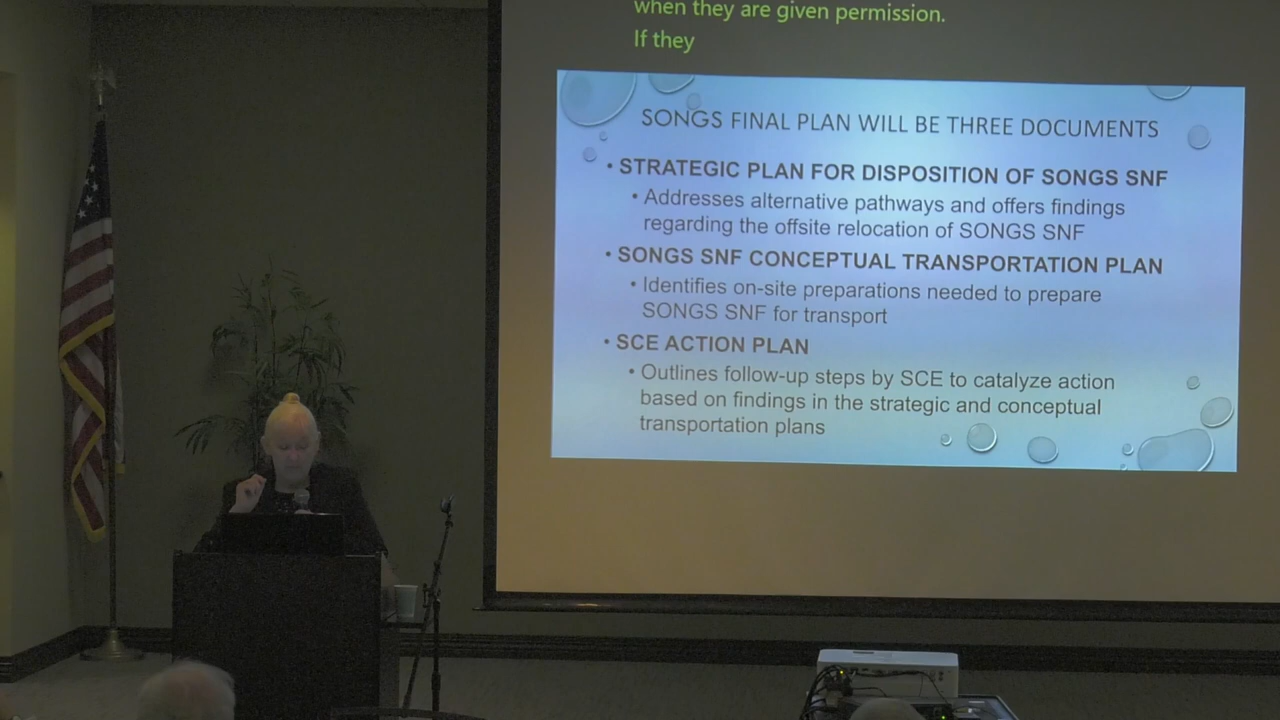 when they are given permission.
If they
SONGS FINAL PLAN WILL BE THREE DOCUMENTS
• STRATEGIC PLAN FOR DISPOSITION OF SONGS SNF
• Addresses alternative pathways and offers findings
regarding the offsite relocation of SONGS SNF
• SONGS SNF CONCEPTUAL TRANSPORTATION PLAN
• Identifies on-site preparations needed to prepare
SONGS SNF for transport
• SCE ACTION PLAN
• Outlines follow-up steps by SCE to catalyze action
based on findings in the strategic and conceptual
transportation plans